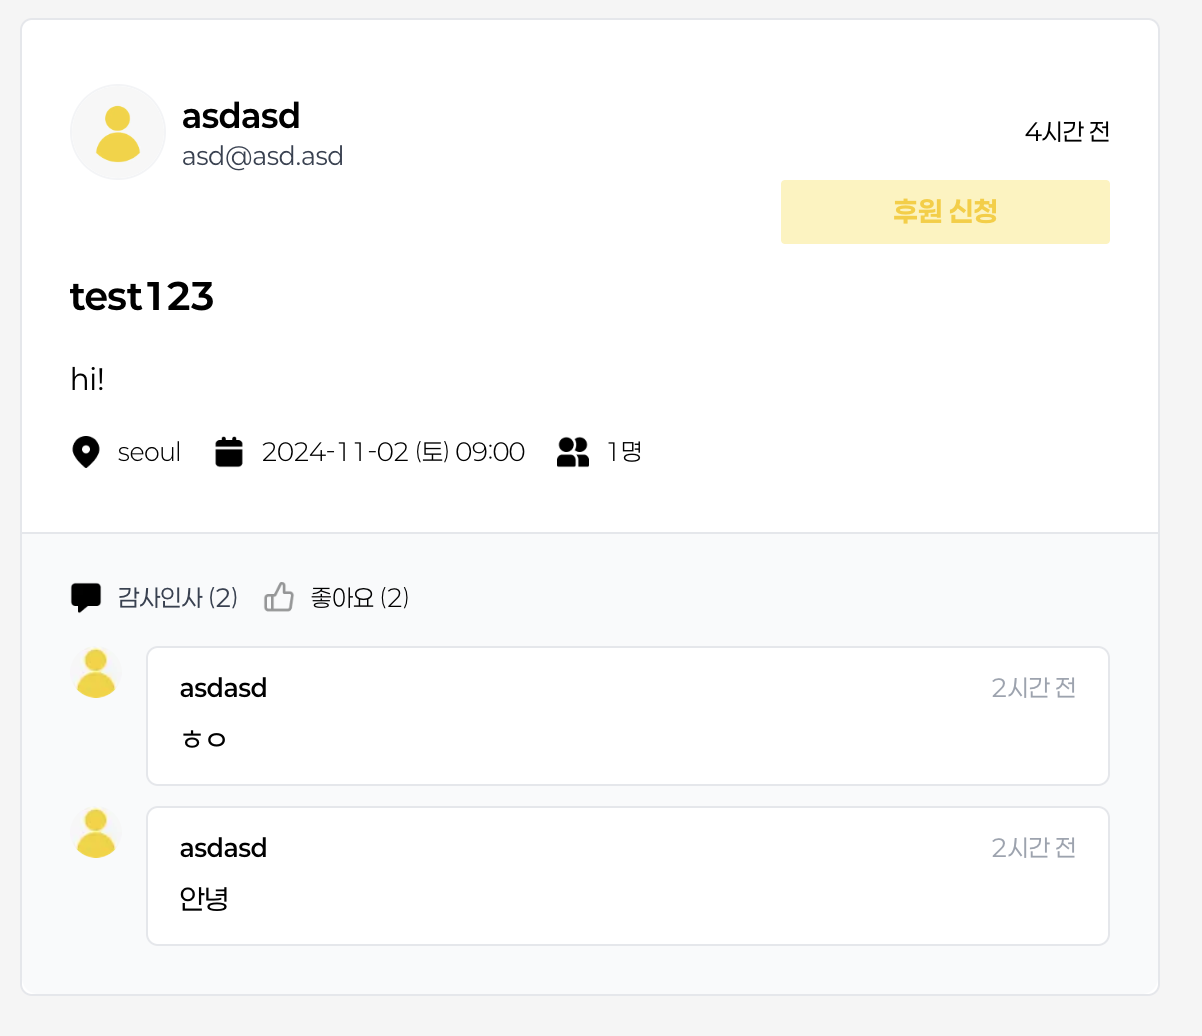 asdasd
asd@asd.asd
4시간 전
후원 신청
test123
hi!
seoul 2024-11-02 (토) 09:00 1명
감사인사 (2) 좋아요 (2)
asdasd 2시간 전
ㅎㅇ
asdasd 2시간 전
안녕